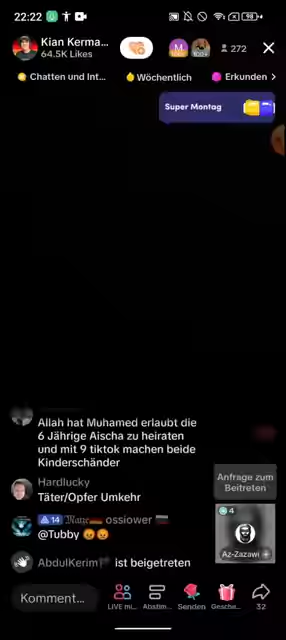 22:22
98
Kian Kerma...
64.5K Likes
M
272
Chatten und Int...
Wöchentlich
Erkunden >
Super Montag
Allah hat Muhamed erlaubt die
6 Jährige Aischa zu heiraten
und mit 9 tiktok machen beide
Kinderschänder
Anfrage zum
Beitreten
Hardlucky
Täter/Opfer Umkehr
4
14 Maze ossiower
@Tubby
Az-Zazawi +
AbdulKerim ist beigetreten
Komment...
LIVE mi...
Abstim...
Senden
Gesche...
32